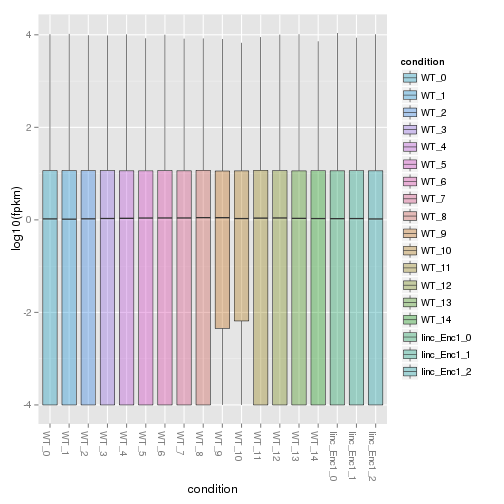 4
2
0
-2
-4
log10(fpkm)
WT_0
WT_1
WT_2
WT_3
WT_4
WT_5
WT_6
WT_7
WT_8
WT_9
WT_10
WT_11
WT_12
WT_13
WT_14
linc_Enc1_0
linc_Enc1_1
linc_Enc1_2
condition
condition
WT_0
WT_1
WT_2
WT_3
WT_4
WT_5
WT_6
WT_7
WT_8
WT_9
WT_10
WT_11
WT_12
WT_13
WT_14
linc_Enc1_0
linc_Enc1_1
linc_Enc1_2